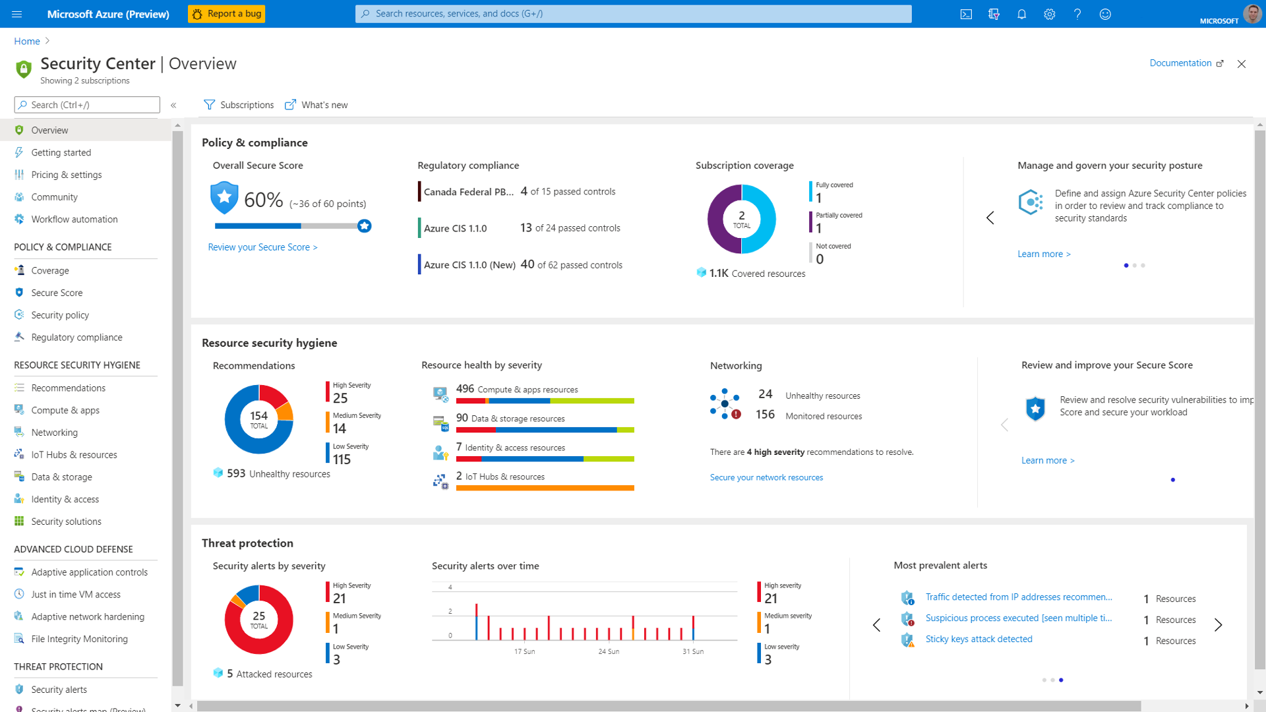 Microsoft Azure (Preview)
Report a bug
Search resources, services, and docs (G+/)
MICROSOFT
Home
Security Center | Overview
Showing 2 subscriptions
Documentation
Search (Ctrl+/)
Subscriptions
What's new
Overview
Getting started
Pricing & settings
Community
Workflow automation
POLICY & COMPLIANCE
Coverage
Secure Score
Security policy
Regulatory compliance
RESOURCE SECURITY HYGIENE
Recommendations
Compute & apps
Networking
IoT Hubs & resources
Data & storage
Identity & access
Security solutions
ADVANCED CLOUD DEFENSE
Adaptive application controls
Just in time VM access
Adaptive network hardening
File Integrity Monitoring
THREAT PROTECTION
Security alerts
Security alerts map (Preview)
Policy & compliance
Overall Secure Score
60% (~36 of 60 points)
Review your Secure Score >
Regulatory compliance
Canada Federal PB... 4 of 15 passed controls
Azure CIS 1.1.0 13 of 24 passed controls
Azure CIS 1.1.0 (New) 40 of 62 passed controls
Subscription coverage
2
TOTAL
Fully covered
1
Partially covered
1
Not covered
0
1.1K Covered resources
Manage and govern your security posture
Define and assign Azure Security Center policies
in order to review and track compliance to
security standards
Learn more >
Resource security hygiene
Recommendations
154
TOTAL
High Severity
25
Medium Severity
14
Low Severity
115
593 Unhealthy resources
Resource health by severity
496 Compute & apps resources
90 Data & storage resources
7 Identity & access resources
2 IoT Hubs & resources
Networking
24 Unhealthy resources
156 Monitored resources
There are 4 high severity recommendations to resolve.
Secure your network resources
Review and improve your Secure Score
Review and resolve security vulnerabilities to imp
Score and secure your workload
Learn more >
Threat protection
Security alerts by severity
25
TOTAL
High Severity
21
Medium Severity
1
Low Severity
3
5 Attacked resources
Security alerts over time
4
2
0
17 Sun
24 Sun
31 Sun
High severity
21
Medium severity
1
Low severity
3
Most prevalent alerts
Traffic detected from IP addresses recommen... 1 Resources
Suspicious process executed [seen multiple ti... 1 Resources
Sticky keys attack detected 1 Resources